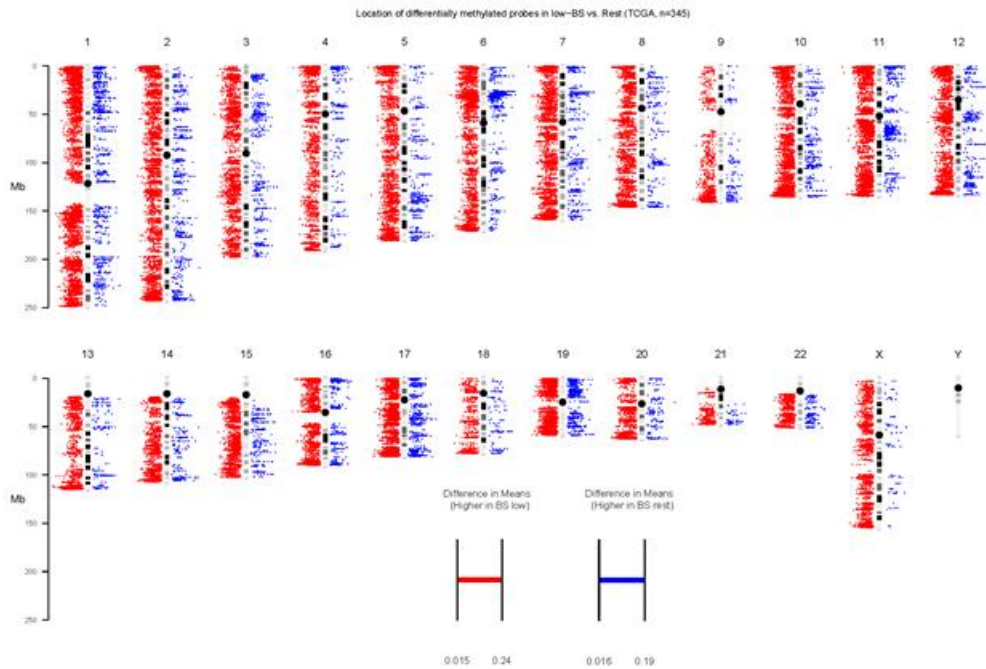 Location of differentially methylated probes in low-BS vs. Rest (TCGA, n=345)
1 2 3 4 5 6 7 8 9 10 11 12
0
50
100
Mb
150
200
250
13 14 15 16 17 18 19 20 21 22 X Y
0
50
100
Mb
150
200
250
Difference in Means Difference in Means
(Higher in BS low) (Higher in BS rest)
0.015 0.24 0.016 0.19